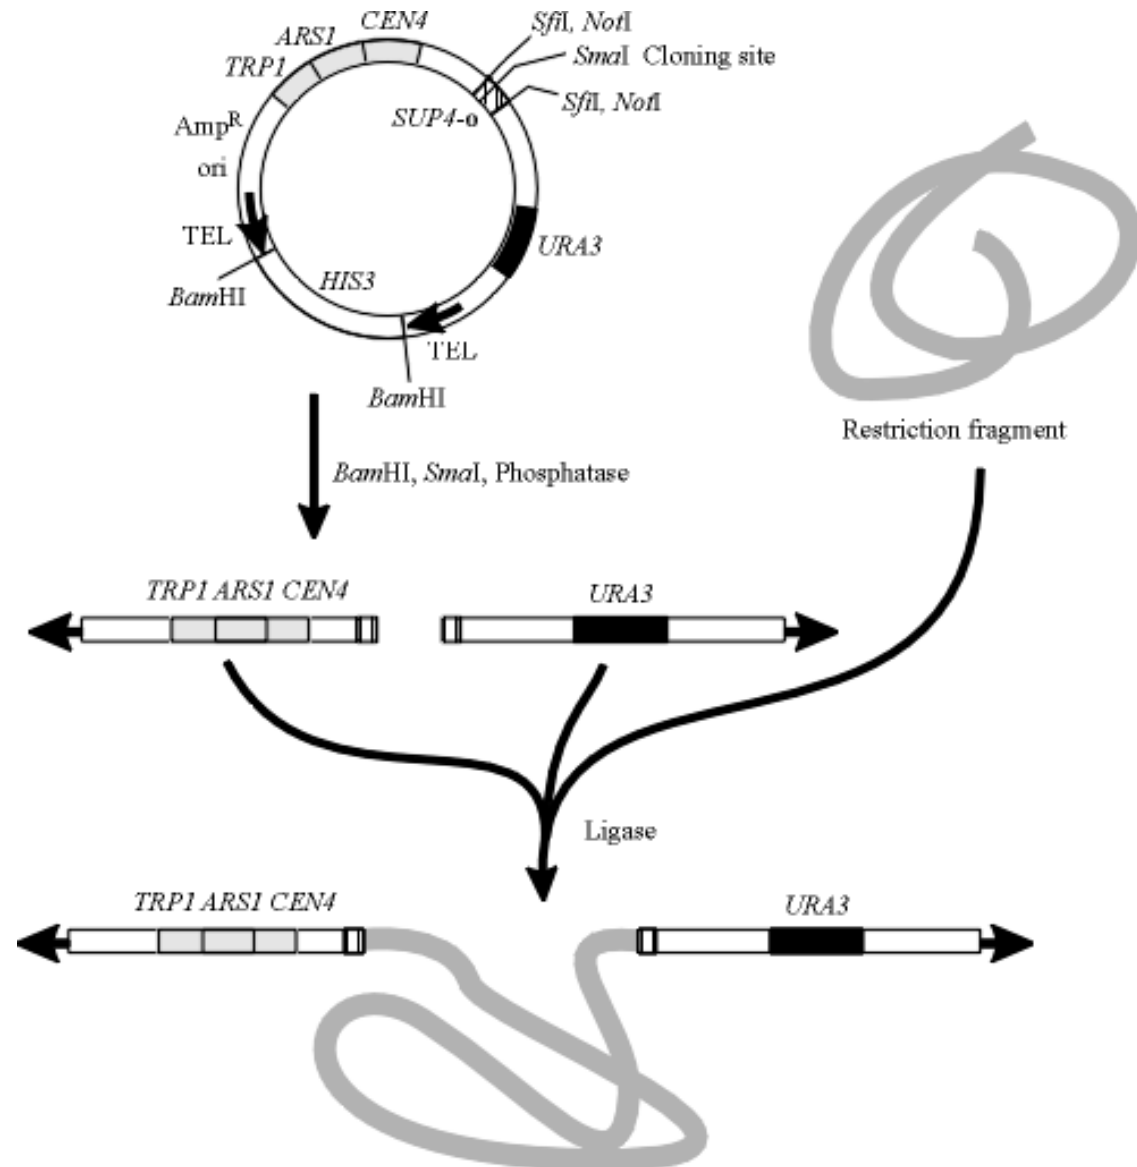 CEN4
SfiI, NotI
ARS1
SmaI Cloning site
TRP1
SfiI, NotI
SUP4-o
AmpR
ori
TEL
URA3
HIS3
BamHI
TEL
BamHI
Restriction fragment
BamHI, SmaI, Phosphatase
TRP1 ARS1 CEN4
URA3
Ligase
TRP1 ARS1 CEN4
URA3